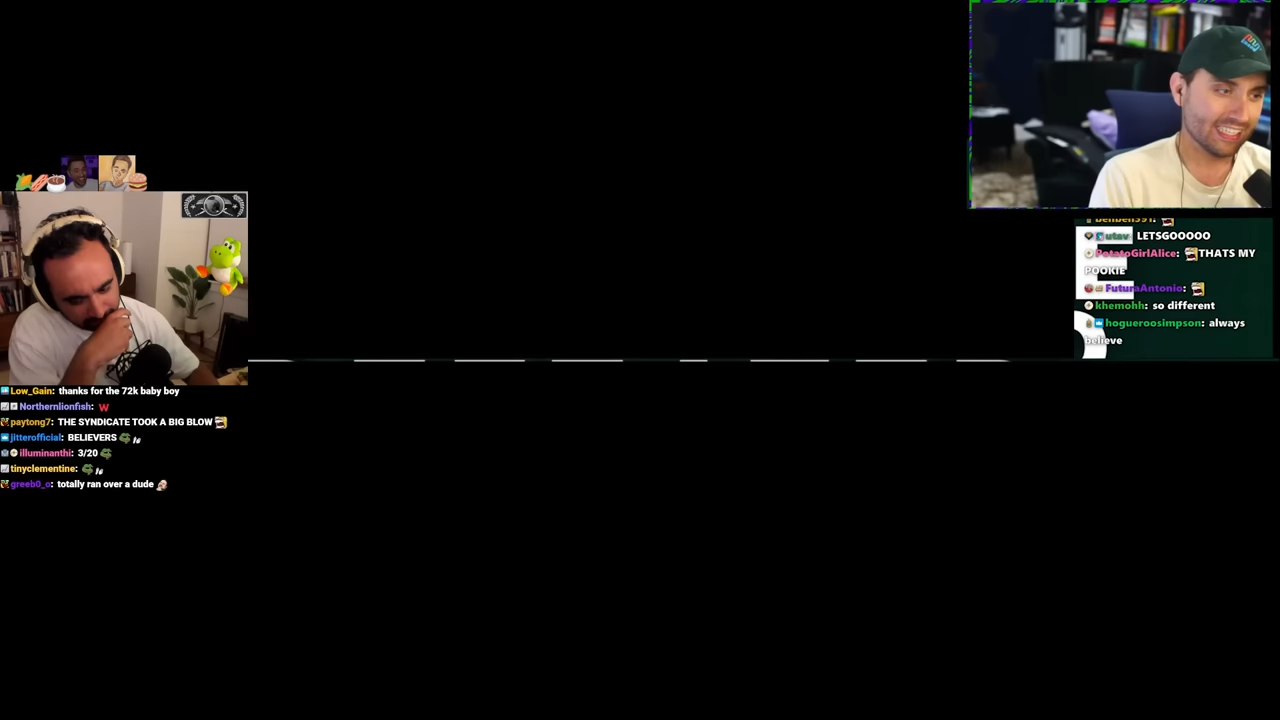 Low_Gain: thanks for the 72k baby boy
Northernlionfish: W
paytong7: THE SYNDICATE TOOK A BIG BLOW
jitterofficial: BELIEVERS
illuminanthi: 3/20
tinyclementine:
greeb0_o: totally ran over a dude
utav LETSGOOOOO
PotatoGirlAlice: THATS MY
POOKIE
FuturaAntonio:
khemohh: so different
hogueroosimpson: always
believe